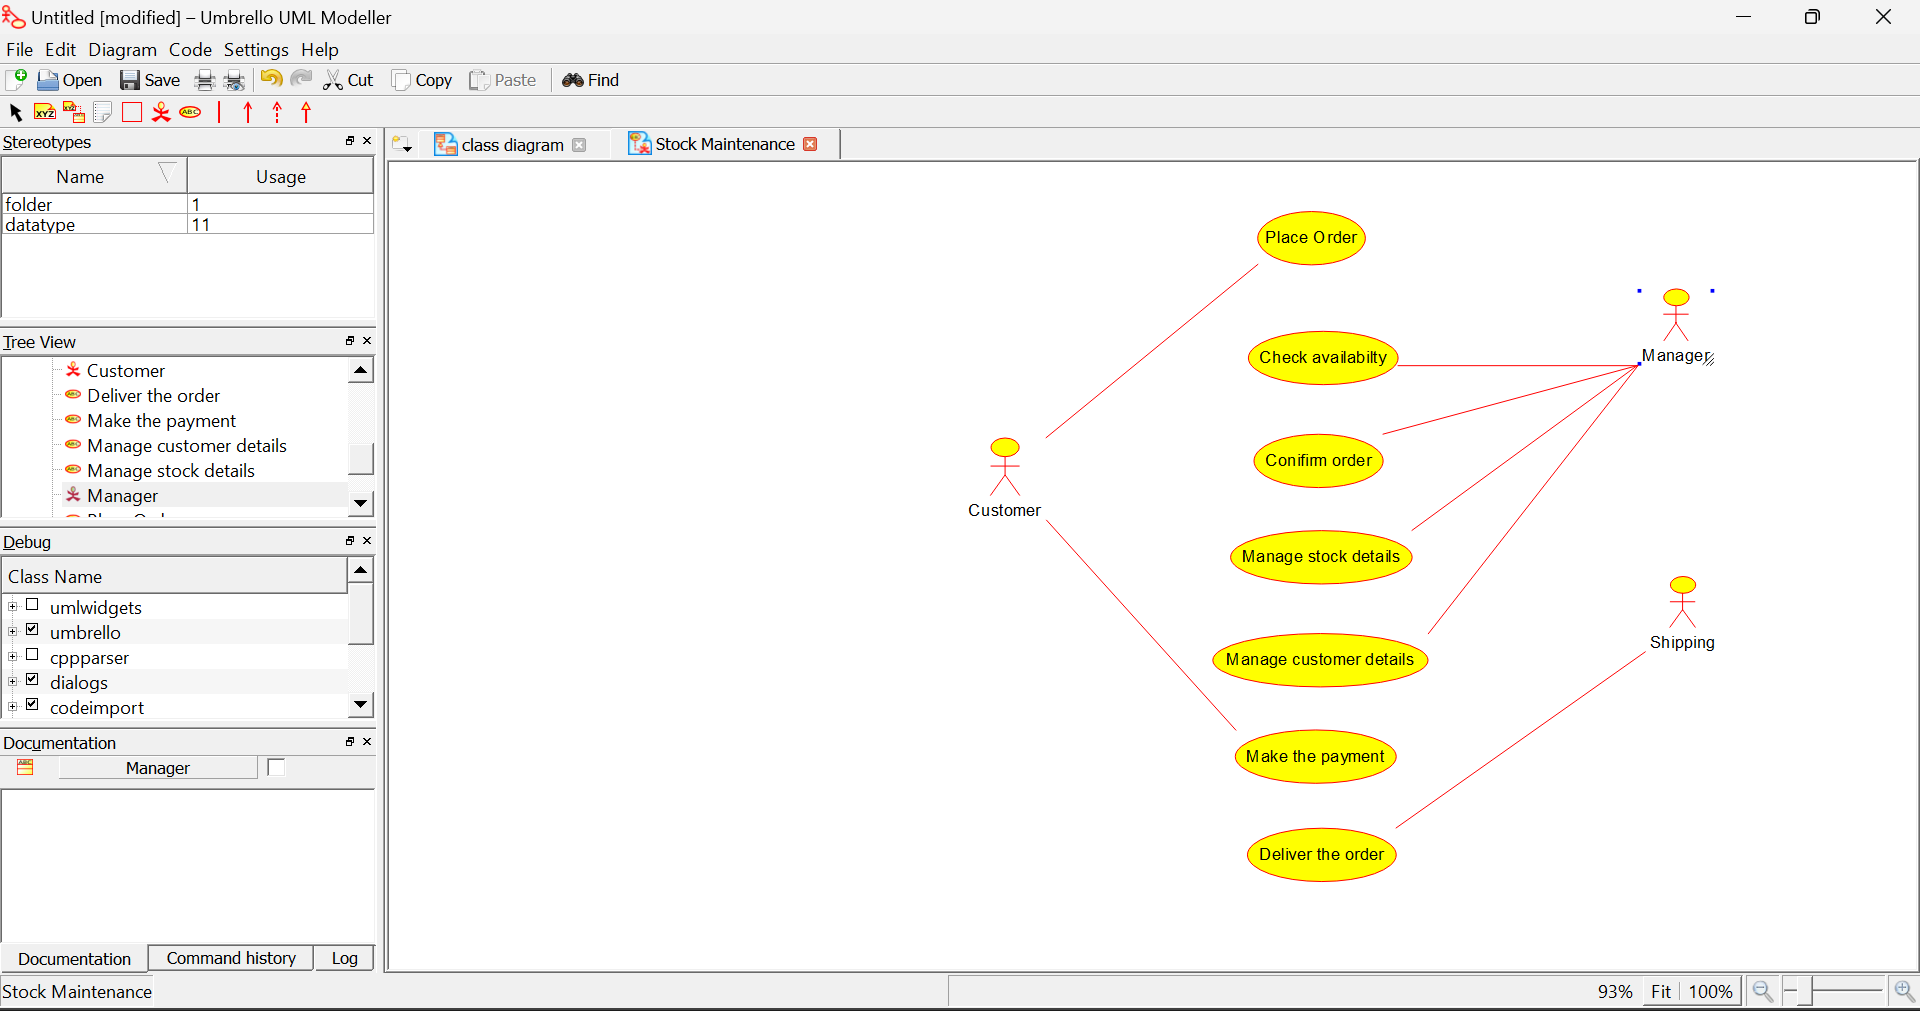 Untitled [modified] – Umbrello UML Modeller
File Edit Diagram Code Settings Help
Open Save Cut Copy Paste Find
XYZ ABC
Stereotypes
Name Usage
folder 1
datatype 11
Tree View
Customer
Deliver the order
Make the payment
Manage customer details
Manage stock details
Manager
Debug
Class Name
umlwidgets
umbrello
cppparser
dialogs
codeimport
Documentation
Manager
Documentation Command history Log
class diagram Stock Maintenance
Place Order
Manager
Check availabilty
Conifirm order
Customer
Manage stock details
Shipping
Manage customer details
Make the payment
Deliver the order
Stock Maintenance 93% Fit 100%